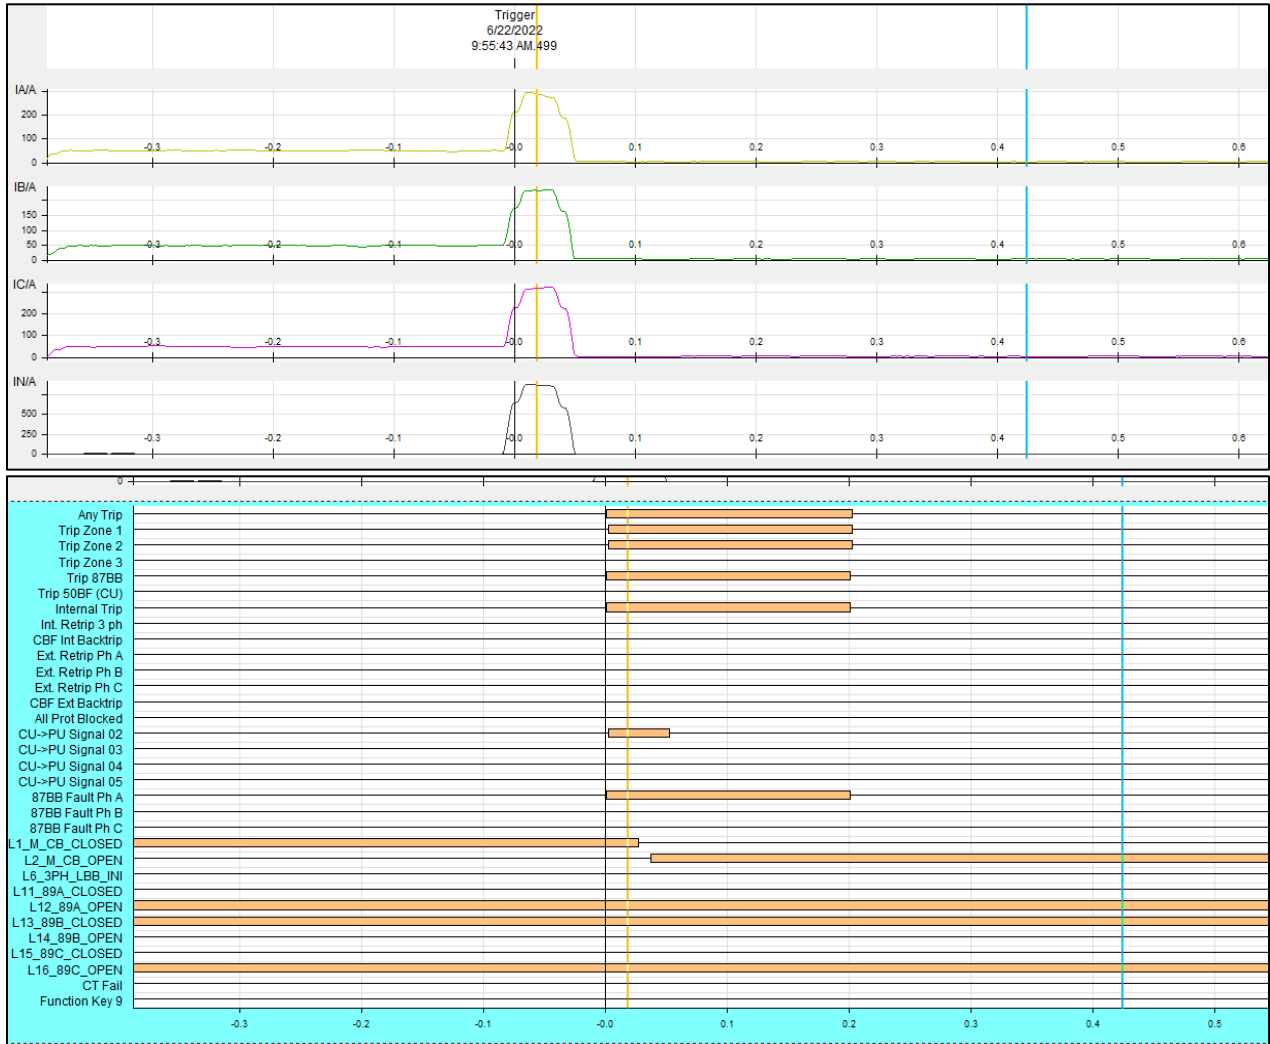 Trigger
6/22/2022
9:55:43 AM.499
IA/A
200
100
0
-0.3 -0.2 -0.1 -0.0 0.1 0.2 0.3 0.4 0.5 0.6
IB/A
150
100
50
0
-0.3 -0.2 -0.1 -0.0 0.1 0.2 0.3 0.4 0.5 0.6
IC/A
200
100
0
-0.3 -0.2 -0.1 -0.0 0.1 0.2 0.3 0.4 0.5 0.6
IN/A
500
250
0
-0.3 -0.2 -0.1 -0.0 0.1 0.2 0.3 0.4 0.5 0.6
0
Any Trip
Trip Zone 1
Trip Zone 2
Trip Zone 3
Trip 87BB
Trip 50BF (CU)
Internal Trip
Int. Retrip 3 ph
CBF Int Backtrip
Ext. Retrip Ph A
Ext. Retrip Ph B
Ext. Retrip Ph C
CBF Ext Backtrip
All Prot Blocked
CU->PU Signal 02
CU->PU Signal 03
CU->PU Signal 04
CU->PU Signal 05
87BB Fault Ph A
87BB Fault Ph B
87BB Fault Ph C
L1_M_CB_CLOSED
L2_M_CB_OPEN
L6_3PH_LBB_INI
L11_89A_CLOSED
L12_89A_OPEN
L13_89B_CLOSED
L14_89B_OPEN
L15_89C_CLOSED
L16_89C_OPEN
CT Fail
Function Key 9
-0.3 -0.2 -0.1 -0.0 0.1 0.2 0.3 0.4 0.5